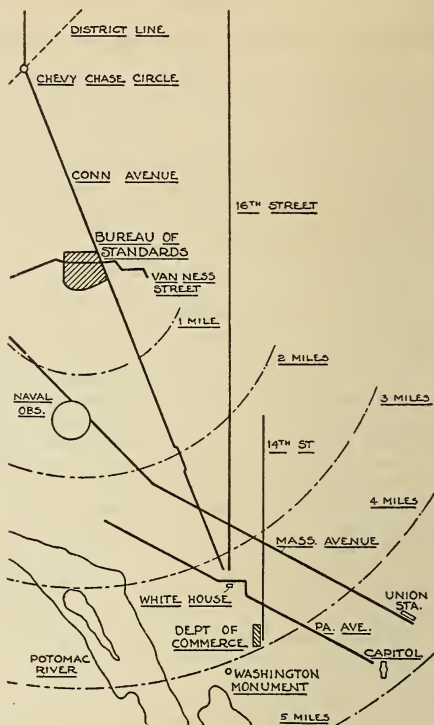 DISTRICT LINE
CHEVY CHASE CIRCLE
CONN AVENUE
16TH STREET
BUREAU OF
STANDARDS
VAN NESS
STREET
1 MILE
2 MILES
NAVAL
OBS.
3 MILES
14TH ST
4 MILES
MASS. AVENUE
WHITE HOUSE
UNION
STA.
DEPT OF
COMMERCE
PA. AVE.
POTOMAC
RIVER
WASHINGTON
MONUMENT
CAPITOL
5 MILES